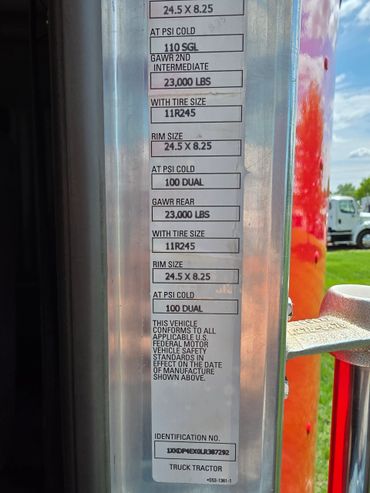 24.5 X 8.25
AT PSI COLD
110 SGL
GAWR 2ND
INTERMEDIATE
23,000 LBS
WITH TIRE SIZE
11R245
RIM SIZE
24.5 X 8.25
AT PSI COLD
100 DUAL
GAWR REAR
23,000 LBS
WITH TIRE SIZE
11R245
RIM SIZE
24.5 X 8.25
AT PSI COLD
100 DUAL
THIS VEHICLE
CONFORMS TO ALL
APPLICABLE U.S.
FEDERAL MOTOR
VEHICLE SAFETY
STANDARDS IN
EFFECT ON THE DATE
OF MANUFACTURE
SHOWN ABOVE.
IDENTIFICATION NO.
1XKDP4EX0LR387292
TRUCK TRACTOR